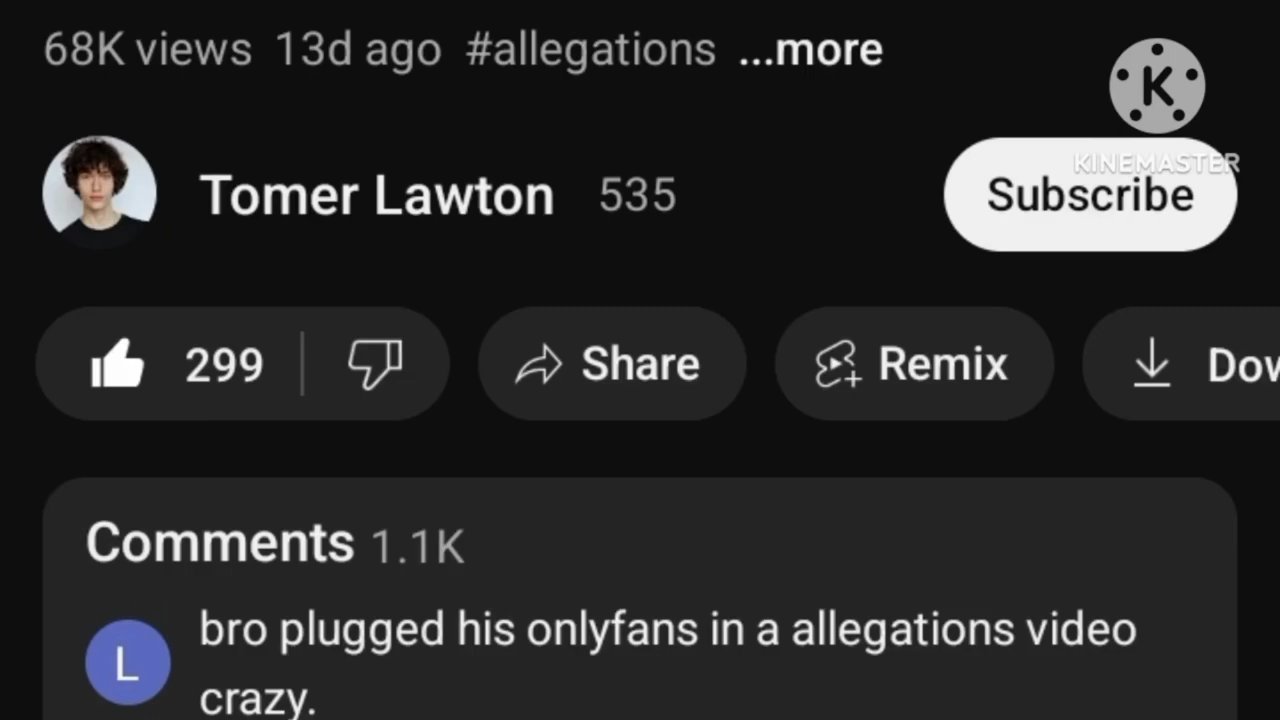 68K views 13d ago #allegations ...more
K
KINEMASTER
Tomer Lawton 535 Subscribe
299 Share Remix Dow
Comments 1.1K
L bro plugged his onlyfans in a allegations video
crazy.